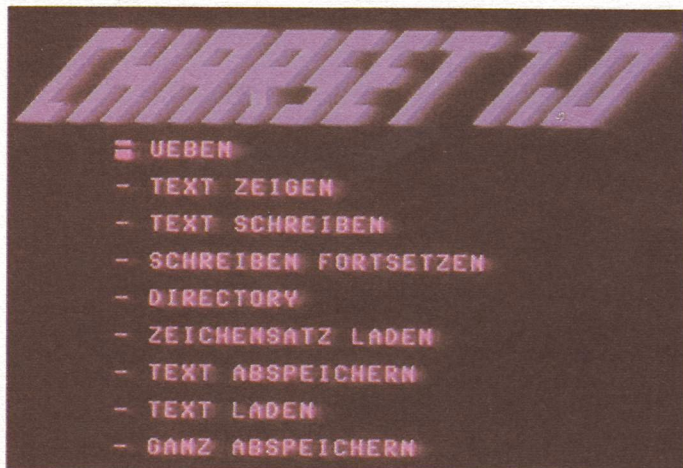 CHARSET 1.0
UEBEN
- TEXT ZEIGEN
- TEXT SCHREIBEN
- SCHREIBEN FORTSETZEN
- DIRECTORY
- ZEICHENSATZ LADEN
- TEXT ABSPEICHERN
- TEXT LADEN
- GANZ ABSPEICHERN